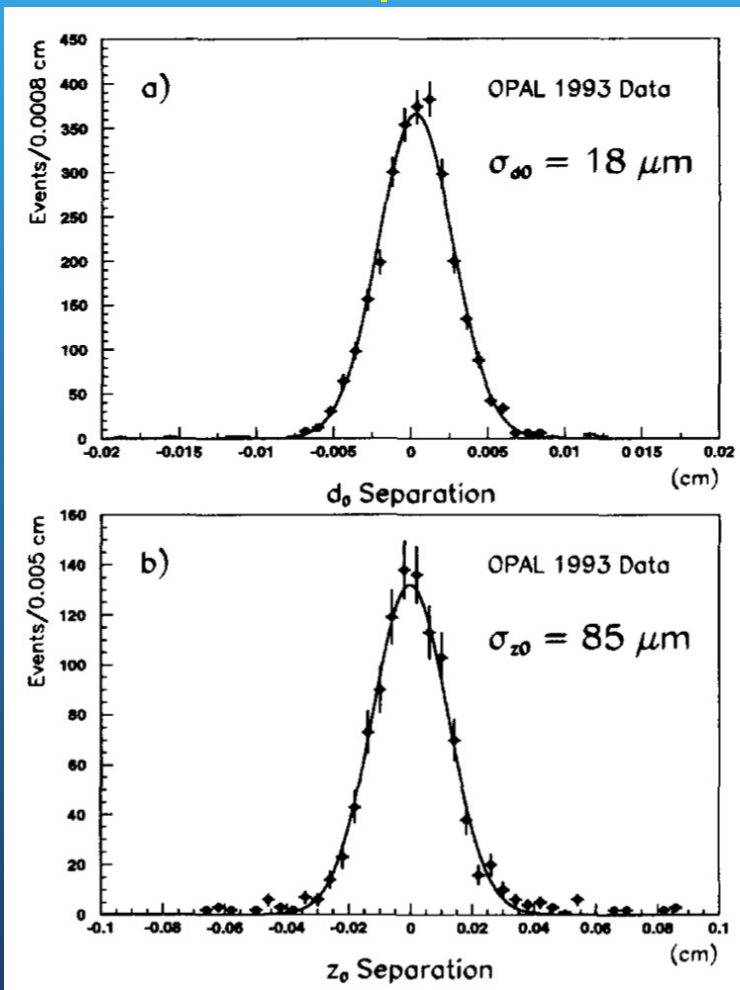 450
400
350
300
250
200
150
100
50
0
Events/0.0008 cm
a)
OPAL 1993 Data
σd0 = 18 μm
-0.02 -0.015 -0.01 -0.005 0 0.005 0.01 0 015 0.02
(cm)
d₀ Separation
160
140
120
100
80
60
40
20
0
Events/0.005 cm
b)
OPAL 1993 Data
σz0 = 85 μm
-0.1 -0.08 -0.06 -0.04 -0.02 0 0.02 0.04 0.06 0.08 0.1
(cm)
z₀ Separation